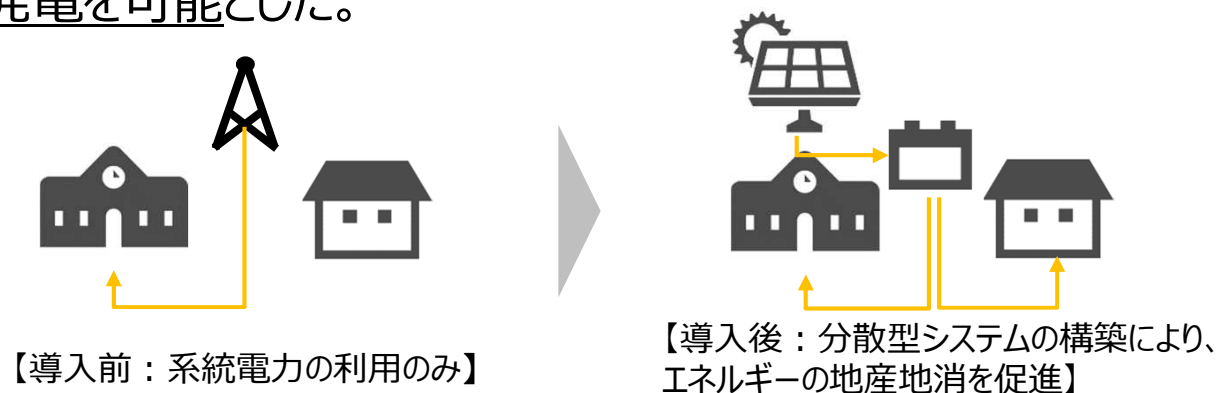 発電を可能とした。
【導入前：系統電力の利用のみ】
【導入後：分散型システムの構築により、
エネルギーの地産地消を促進】